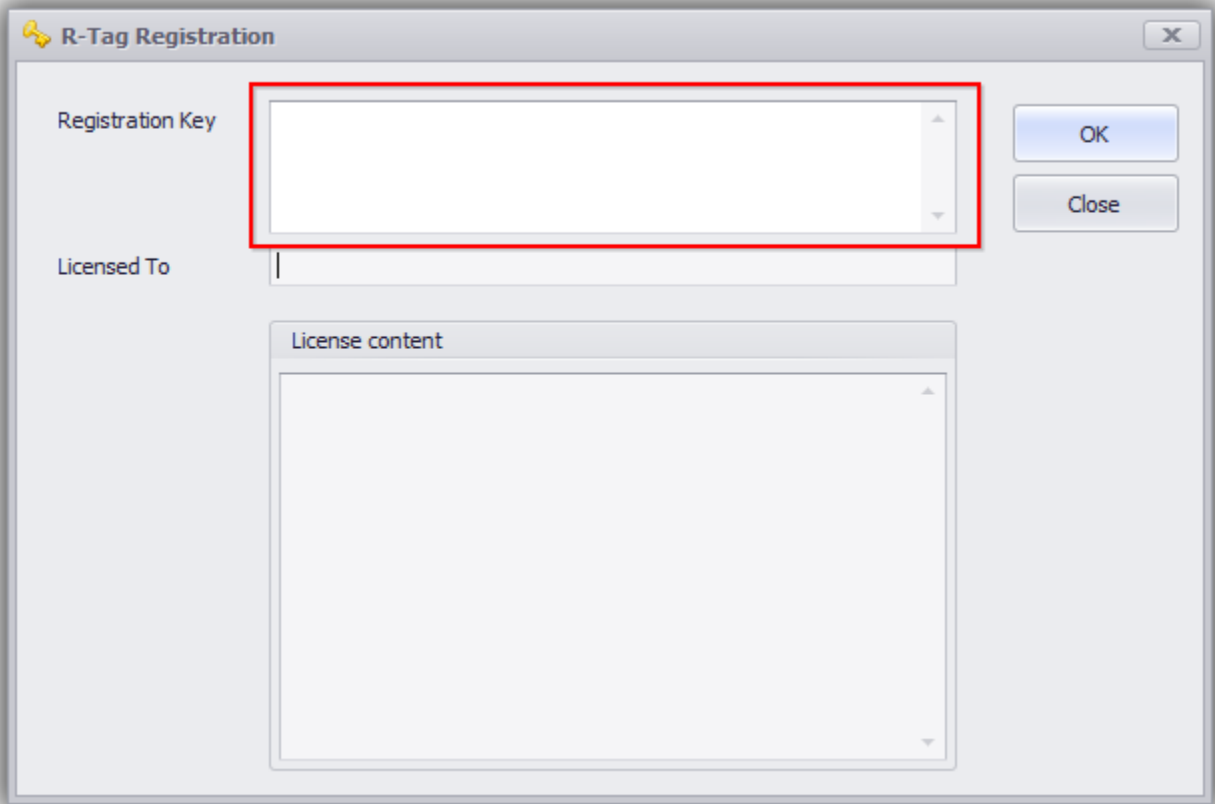 R-Tag Registration
Registration Key
OK
Close
Licensed To
License content